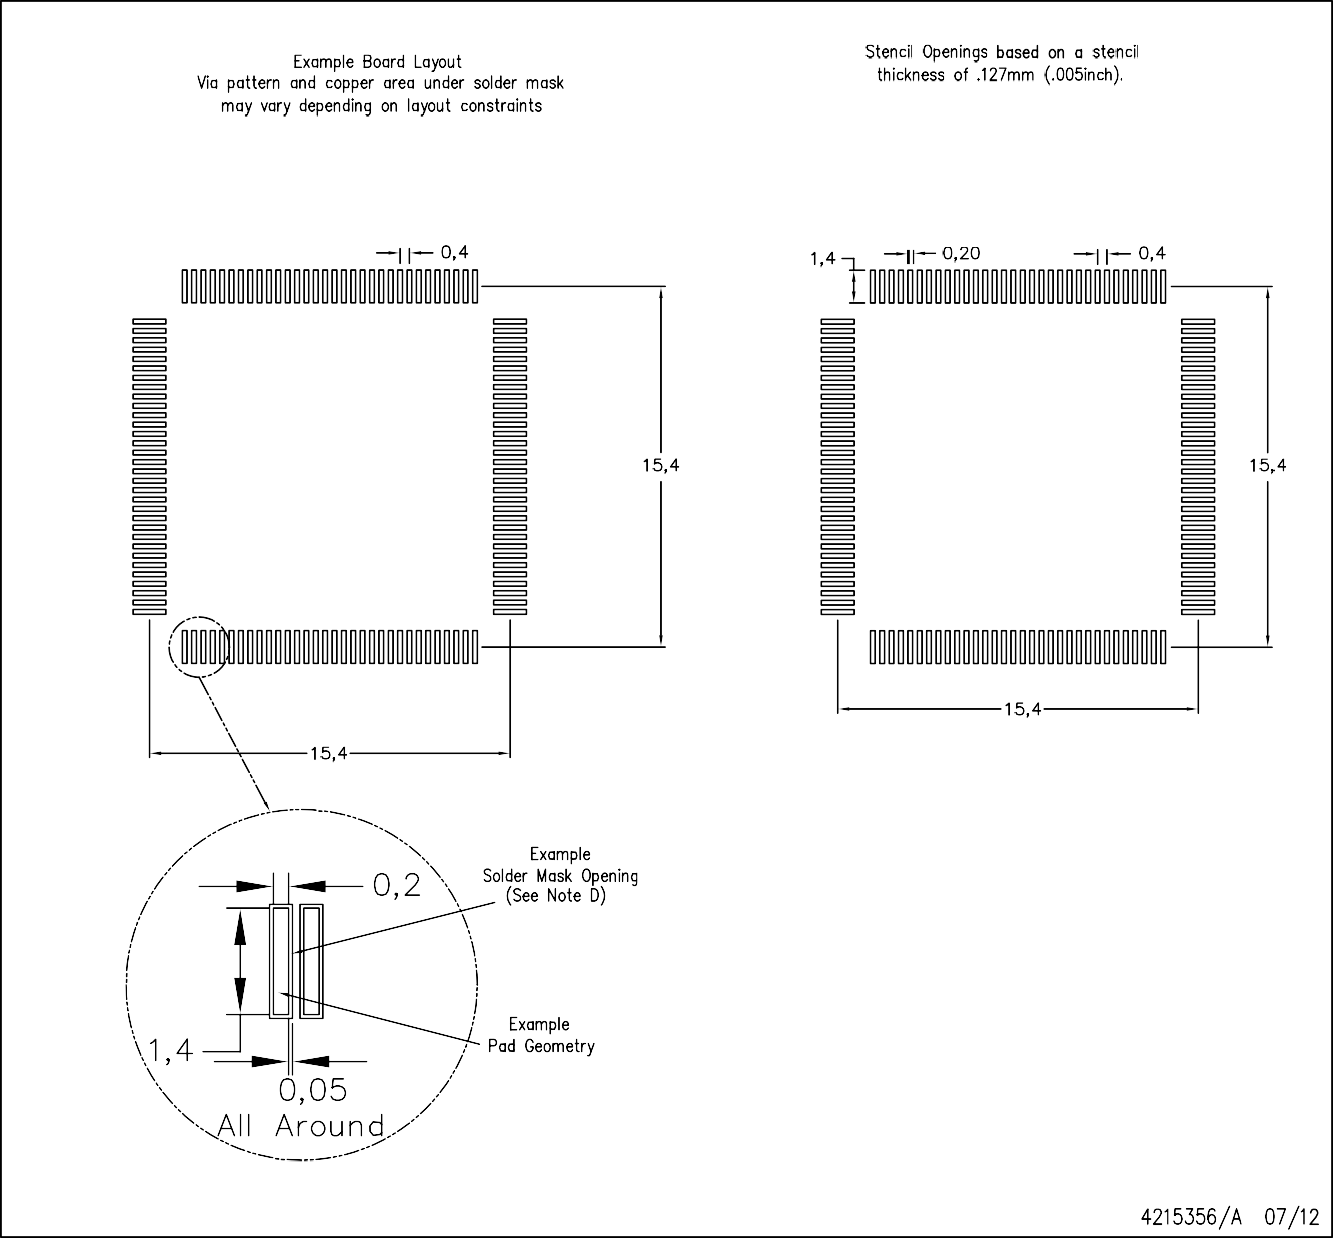 Example Board Layout
Via pattern and copper area under solder mask
may vary depending on layout constraints
Stencil Openings based on a stencil
thickness of .127mm (.005inch).
0,4
15,4
15,4
1,4
0,20
0,4
15,4
15,4
Example
Solder Mask Opening
(See Note D)
0,2
1,4
0,05
All Around
Example
Pad Geometry
4215356/A 07/12